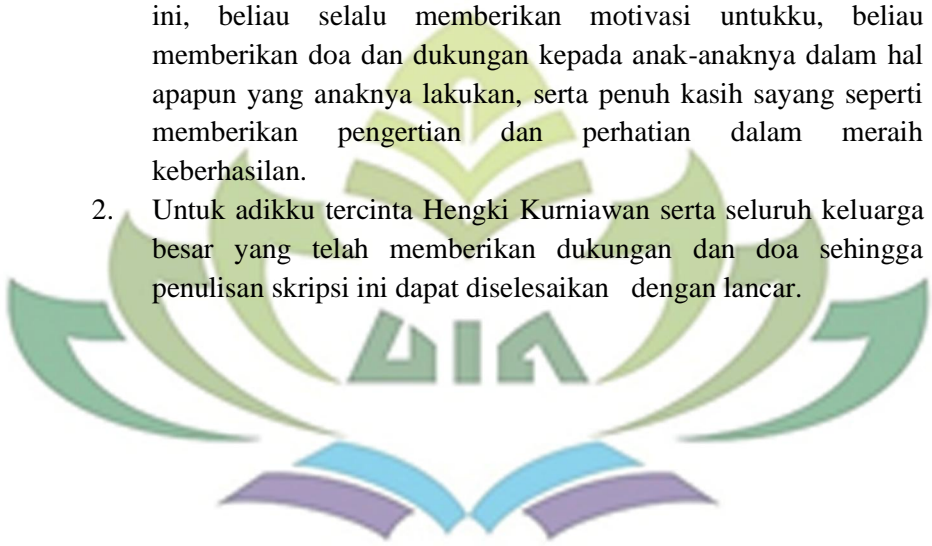 ini, beliau selalu memberikan motivasi untukku, beliau
memberikan doa dan dukungan kepada anak-anaknya dalam hal
apapun yang anaknya lakukan, serta penuh kasih sayang seperti
memberikan pengertian dan perhatian dalam meraih
keberhasilan.
2. Untuk adikku tercinta Hengki Kurniawan serta seluruh keluarga
besar yang telah memberikan dukungan dan doa sehingga
penulisan skripsi ini dapat diselesaikan dengan lancar.
UIN